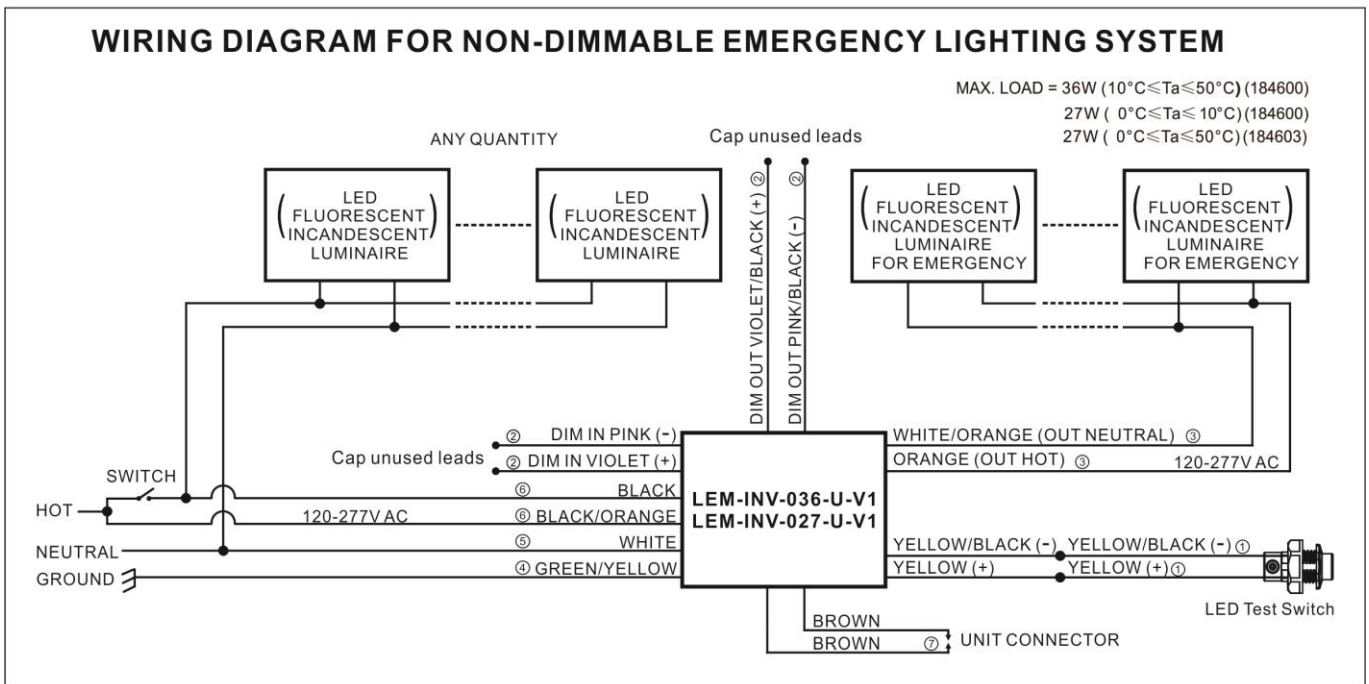 WIRING DIAGRAM FOR NON-DIMMABLE EMERGENCY LIGHTING SYSTEM
MAX. LOAD = 36W (10°C≤Ta≤50°C) (184600)
27W ( 0°C≤Ta≤ 10°C) (184600)
27W ( 0°C≤Ta≤50°C) (184603)
ANY QUANTITY
Cap unused leads
(LED
FLUORESCENT
INCANDESCENT)
LUMINAIRE
(LED
FLUORESCENT
INCANDESCENT)
LUMINAIRE
DIM OUT VIOLET/BLACK (+) ②
DIM OUT PINK/BLACK (-) ②
(LED
FLUORESCENT
INCANDESCENT)
LUMINAIRE
FOR EMERGENCY
(LED
FLUORESCENT
INCANDESCENT)
LUMINAIRE
FOR EMERGENCY
② DIM IN PINK (-)
Cap unused leads
② DIM IN VIOLET (+)
SWITCH
⑥ BLACK
HOT
120-277V AC
⑥ BLACK/ORANGE
NEUTRAL
⑤ WHITE
GROUND
④ GREEN/YELLOW
LEM-INV-036-U-V1
LEM-INV-027-U-V1
WHITE/ORANGE (OUT NEUTRAL) ③
ORANGE (OUT HOT) ③ 120-277V AC
YELLOW/BLACK (-) YELLOW/BLACK (-) ①
YELLOW (+) YELLOW (+) ①
LED Test Switch
BROWN
BROWN ⑦ UNIT CONNECTOR